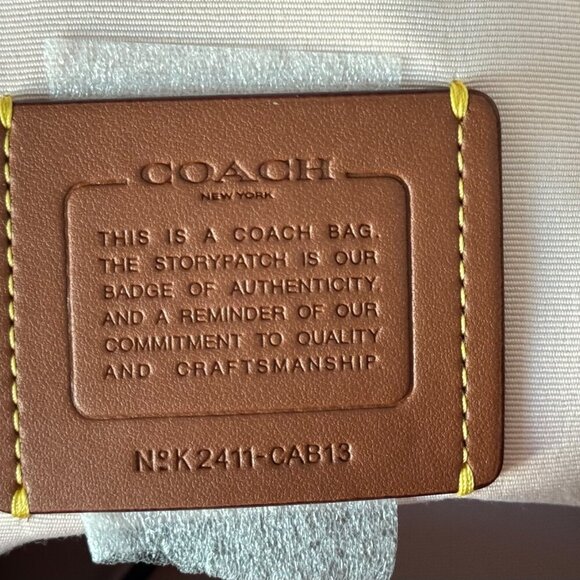 COACH
NEW YORK
THIS IS A COACH BAG.
THE STORYPATCH IS OUR
BADGE OF AUTHENTICITY
AND A REMINDER OF OUR
COMMITMENT TO QUALITY
AND CRAFTSMANSHIP.
NºK2411-CAB13